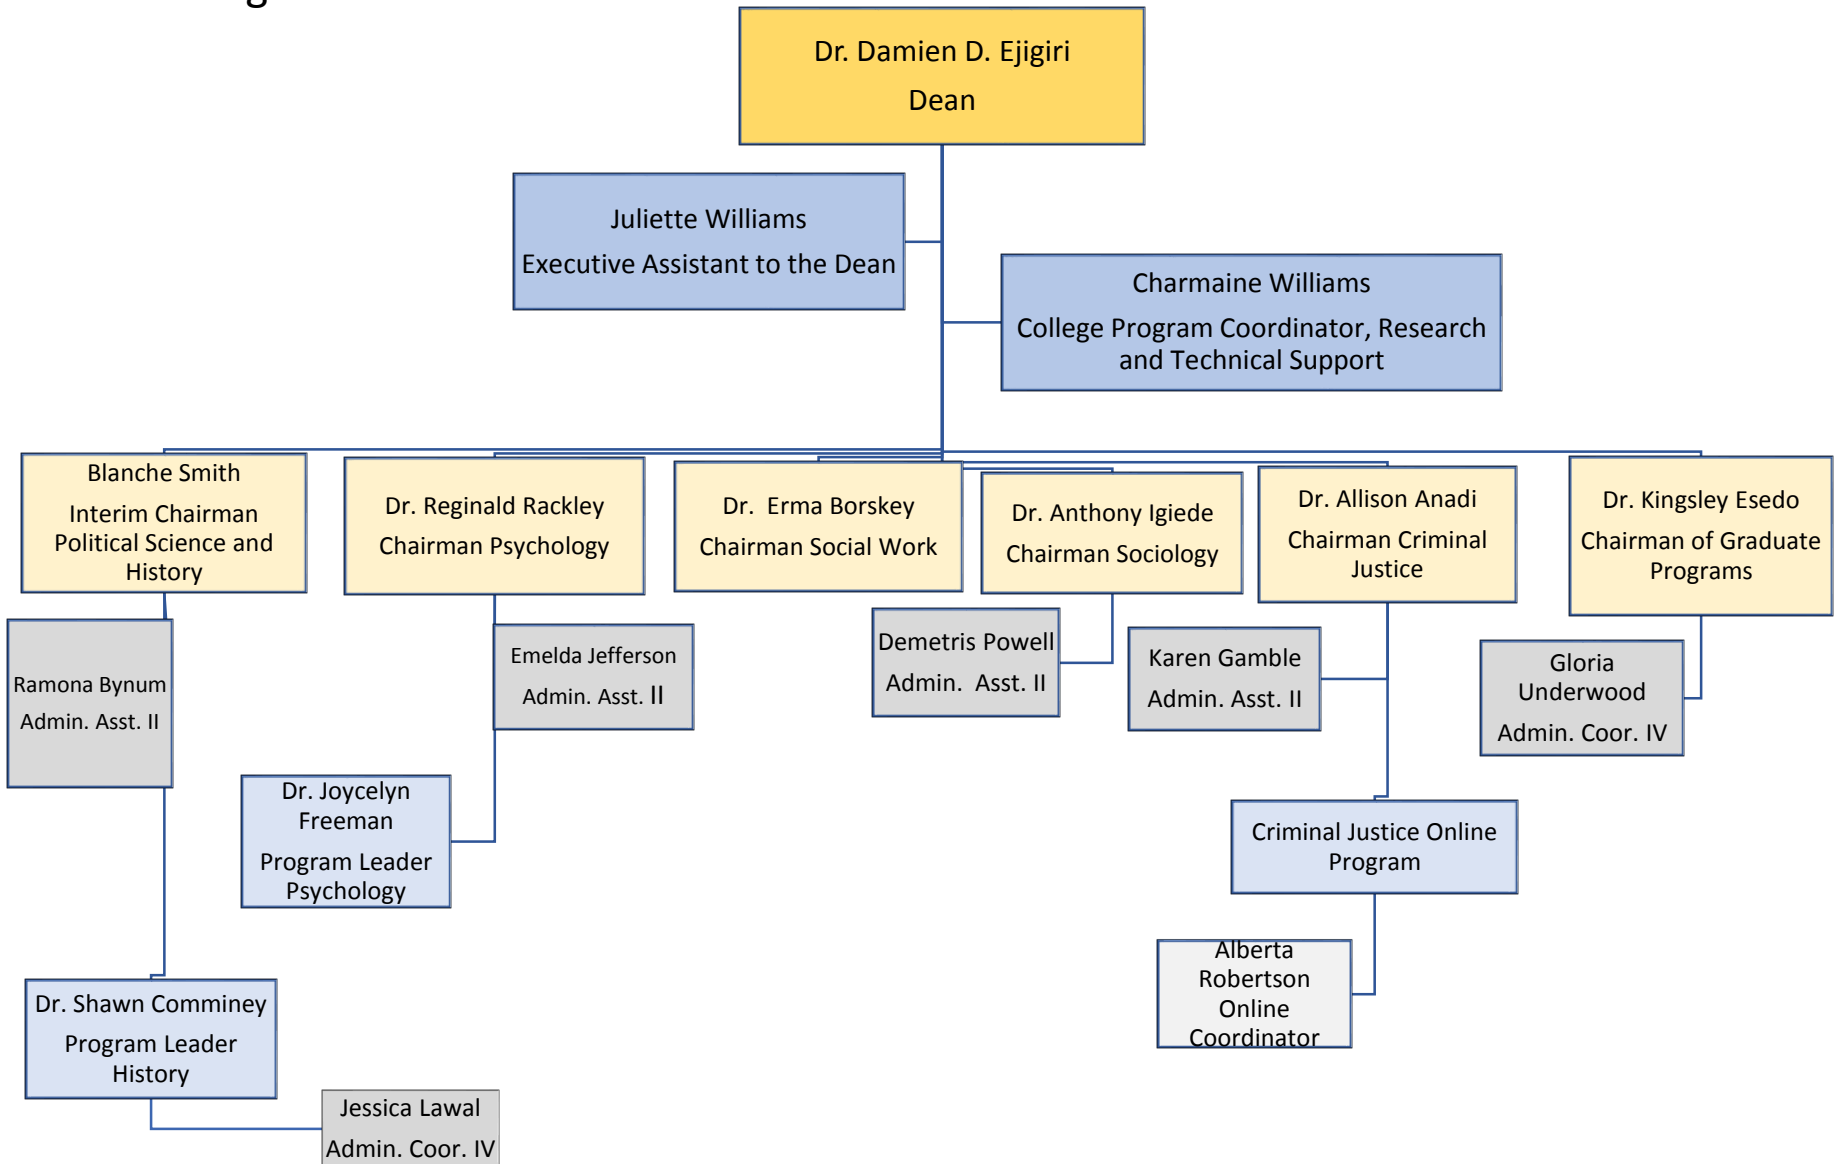 Dr. Damien D. Ejigiri
Dean
Juliette Williams
Executive Assistant to the Dean
Charmaine Williams
College Program Coordinator, Research
and Technical Support
Blanche Smith
Interim Chairman
Political Science and
History
Dr. Reginald Rackley
Chairman Psychology
Dr. Erma Borskey
Chairman Social Work
Dr. Anthony Igiede
Chairman Sociology
Dr. Allison Anadi
Chairman Criminal
Justice
Dr. Kingsley Esedo
Chairman of Graduate
Programs
Ramona Bynum
Admin. Asst. II
Emelda Jefferson
Admin. Asst. II
Demetris Powell
Admin. Asst. II
Karen Gamble
Admin. Asst. II
Gloria
Underwood
Admin. Coor. IV
Dr. Joycelyn
Freeman
Program Leader
Psychology
Criminal Justice Online
Program
Alberta
Robertson
Online
Coordinator
Dr. Shawn Comminey
Program Leader
History
Jessica Lawal
Admin. Coor. IV